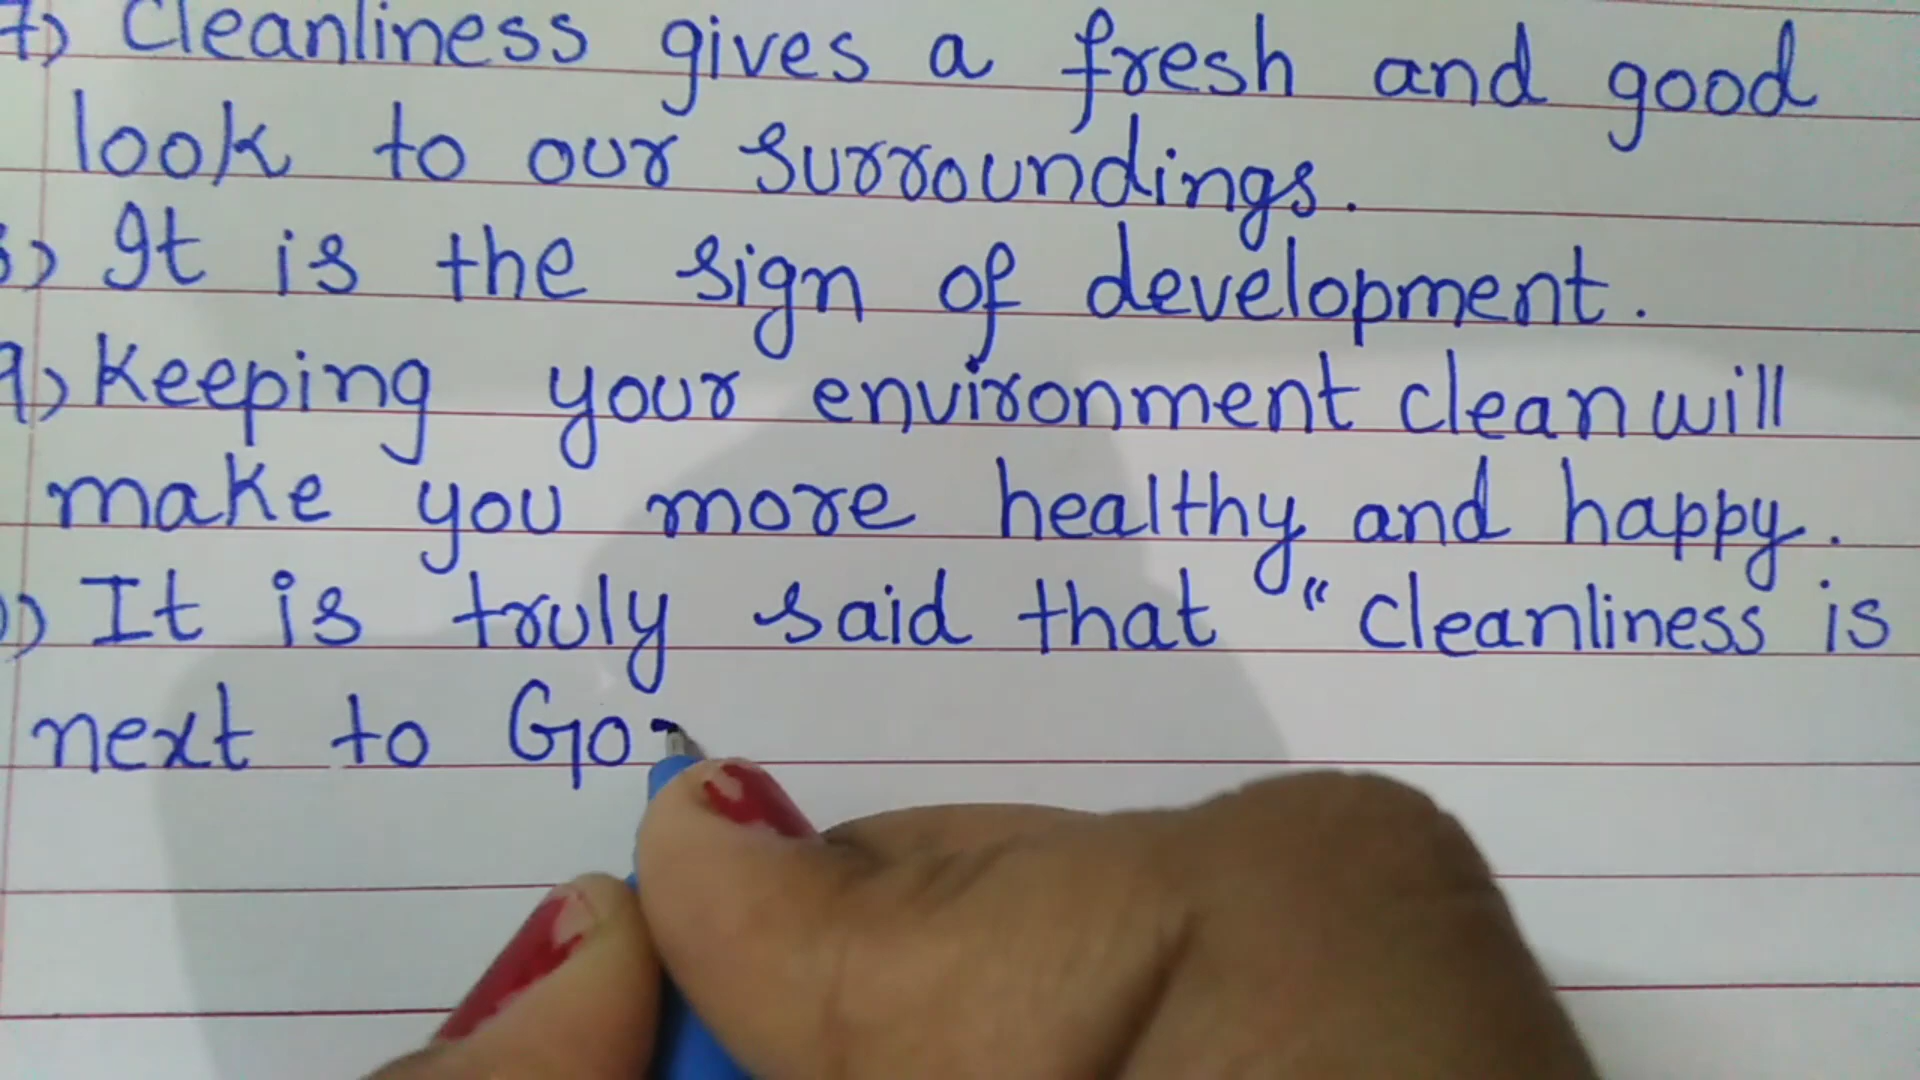 7) Cleanliness gives a fresh and good
look to our surroundings.
8) It is the sign of development.
9) Keeping your environment clean will
make you more healthy and happy.
) It is truly said that "cleanliness is
next to Go